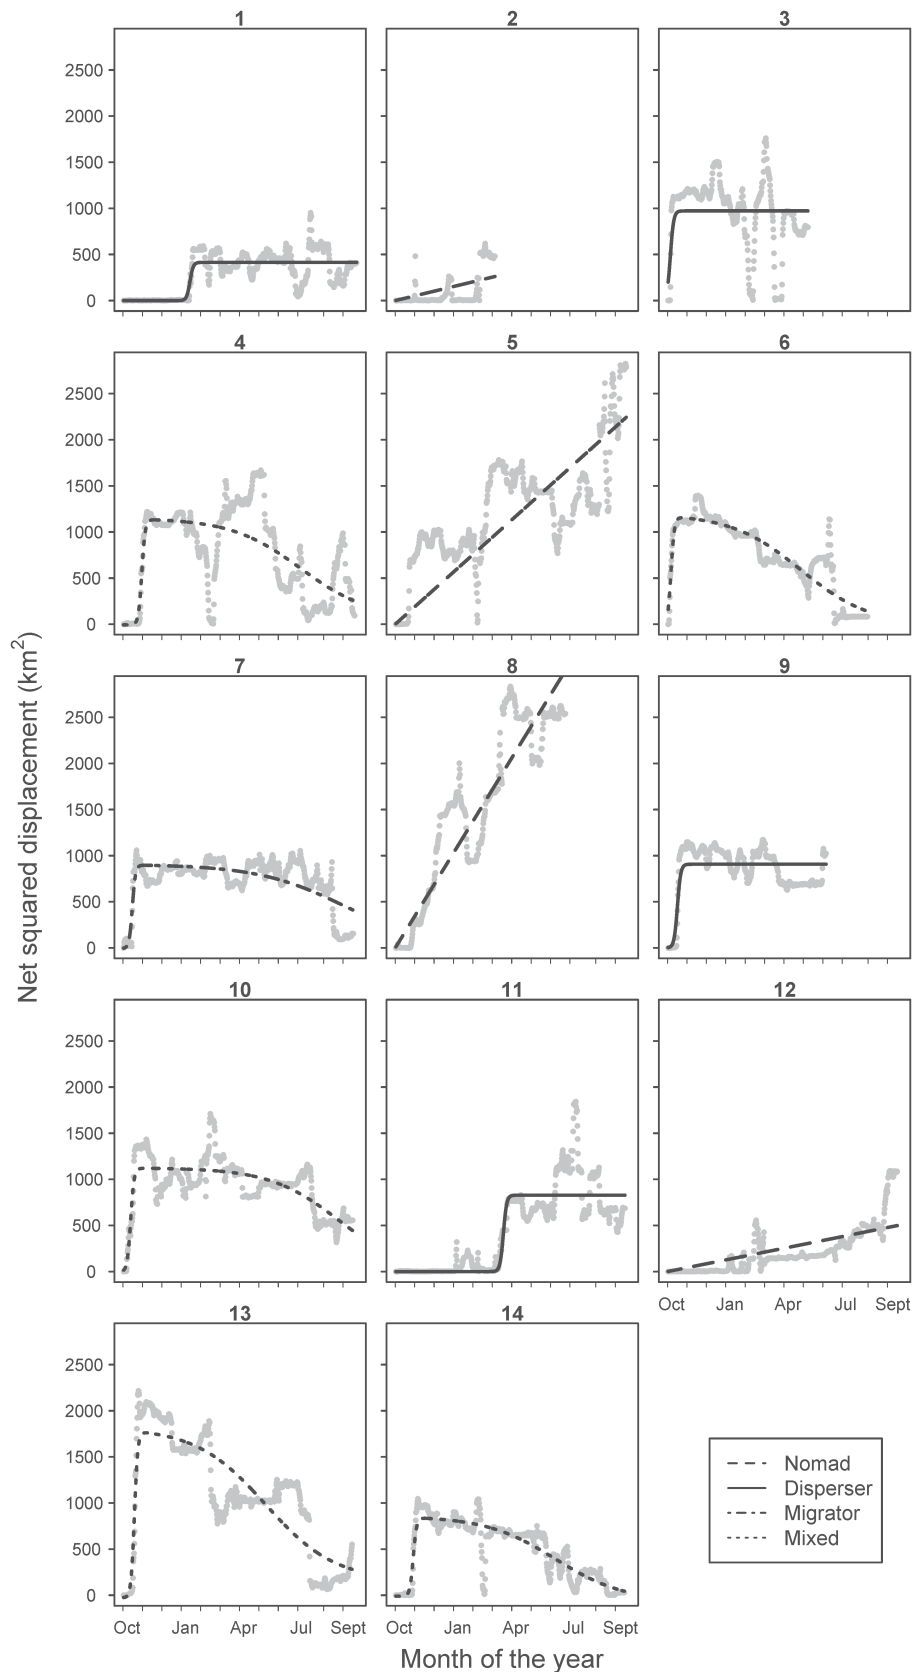 1 2 3
2500
2000
1500
1000
500
0
4 5 6
2500
2000
1500
1000
500
0
7 8 9
2500
2000
1500
1000
500
0
10 11 12
2500
2000
1500
1000
500
0
Oct Jan Apr Jul Sept
13 14
2500
2000
1500
1000
500
0
Oct Jan Apr Jul Sept Oct Jan Apr Jul Sept
Nomad
Disperser
Migrator
Mixed
Net squared displacement (km²)
Month of the year